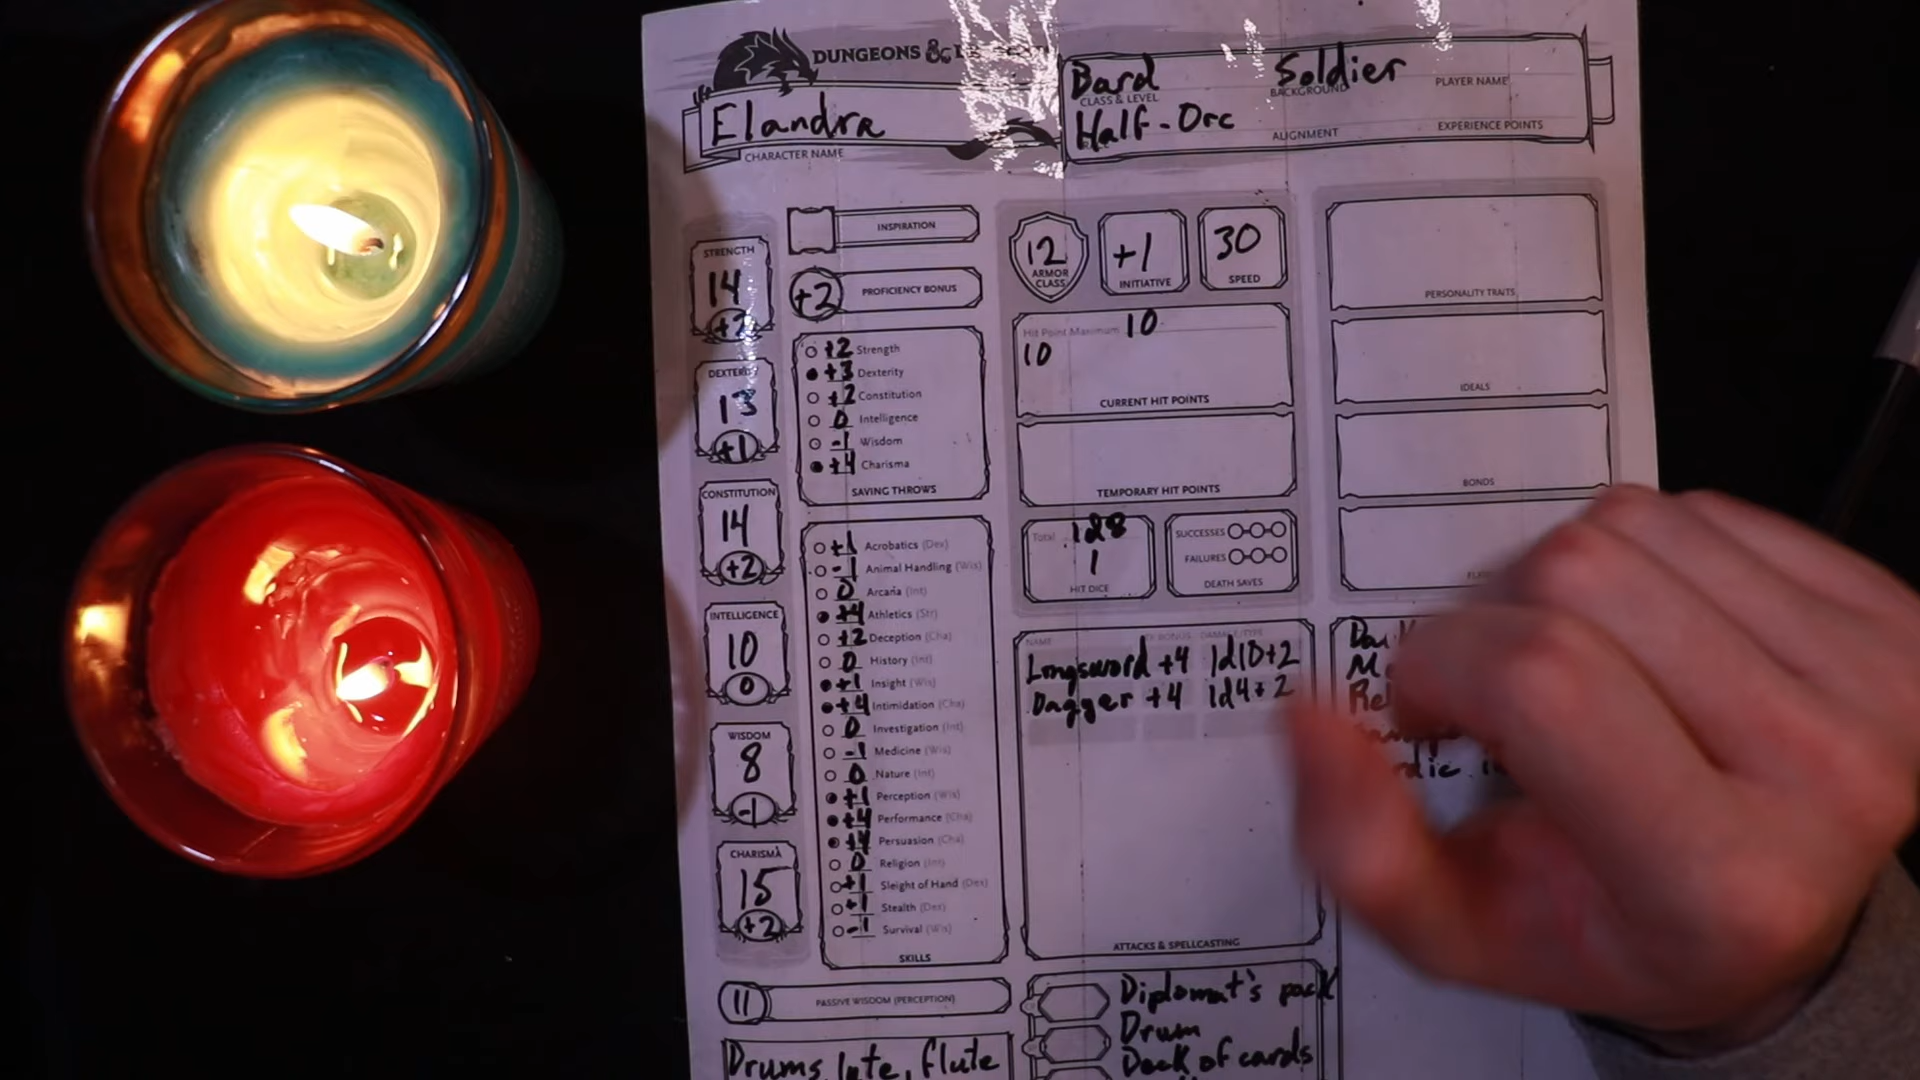 DUNGEONS &
Elandra
CHARACTER NAME
Bard
CLASS & LEVEL
Soldier
BACKGROUND
PLAYER NAME
Half-Orc
ALIGNMENT
EXPERIENCE POINTS
STRENGTH
14
+2
DEXTERITY
13
+1
CONSTITUTION
14
+2
INTELLIGENCE
10
0
WISDOM
8
-1
CHARISMA
15
+2
INSPIRATION
+2 PROFICIENCY BONUS
+2 Strength
+3 Dexterity
+2 Constitution
0 Intelligence
-1 Wisdom
+4 Charisma
SAVING THROWS
+1 Acrobatics (Dex)
-1 Animal Handling (Wis)
0 Arcana (Int)
+4 Athletics (Str)
+2 Deception (Cha)
0 History (Int)
+1 Insight (Wis)
+4 Intimidation (Cha)
0 Investigation (Int)
-1 Medicine (Wis)
0 Nature (Int)
+1 Perception (Wis)
+4 Performance (Cha)
+4 Persuasion (Cha)
0 Religion (Int)
+1 Sleight of Hand (Dex)
+1 Stealth (Dex)
-1 Survival (Wis)
SKILLS
11 PASSIVE WISDOM (PERCEPTION)
Drums, lute, flute
12
ARMOR
CLASS
+1
INITIATIVE
30
SPEED
Hit Point Maximum 10
10
CURRENT HIT POINTS
TEMPORARY HIT POINTS
Total 1d8
1
HIT DICE
SUCCESSES
FAILURES
DEATH SAVES
NAME
Longsword +4 1d10+2
Dagger +4 1d4+2
ATTACKS & SPELLCASTING
Diplomat's pack
Drum
Deck of cards
PERSONALITY TRAITS
IDEALS
BONDS